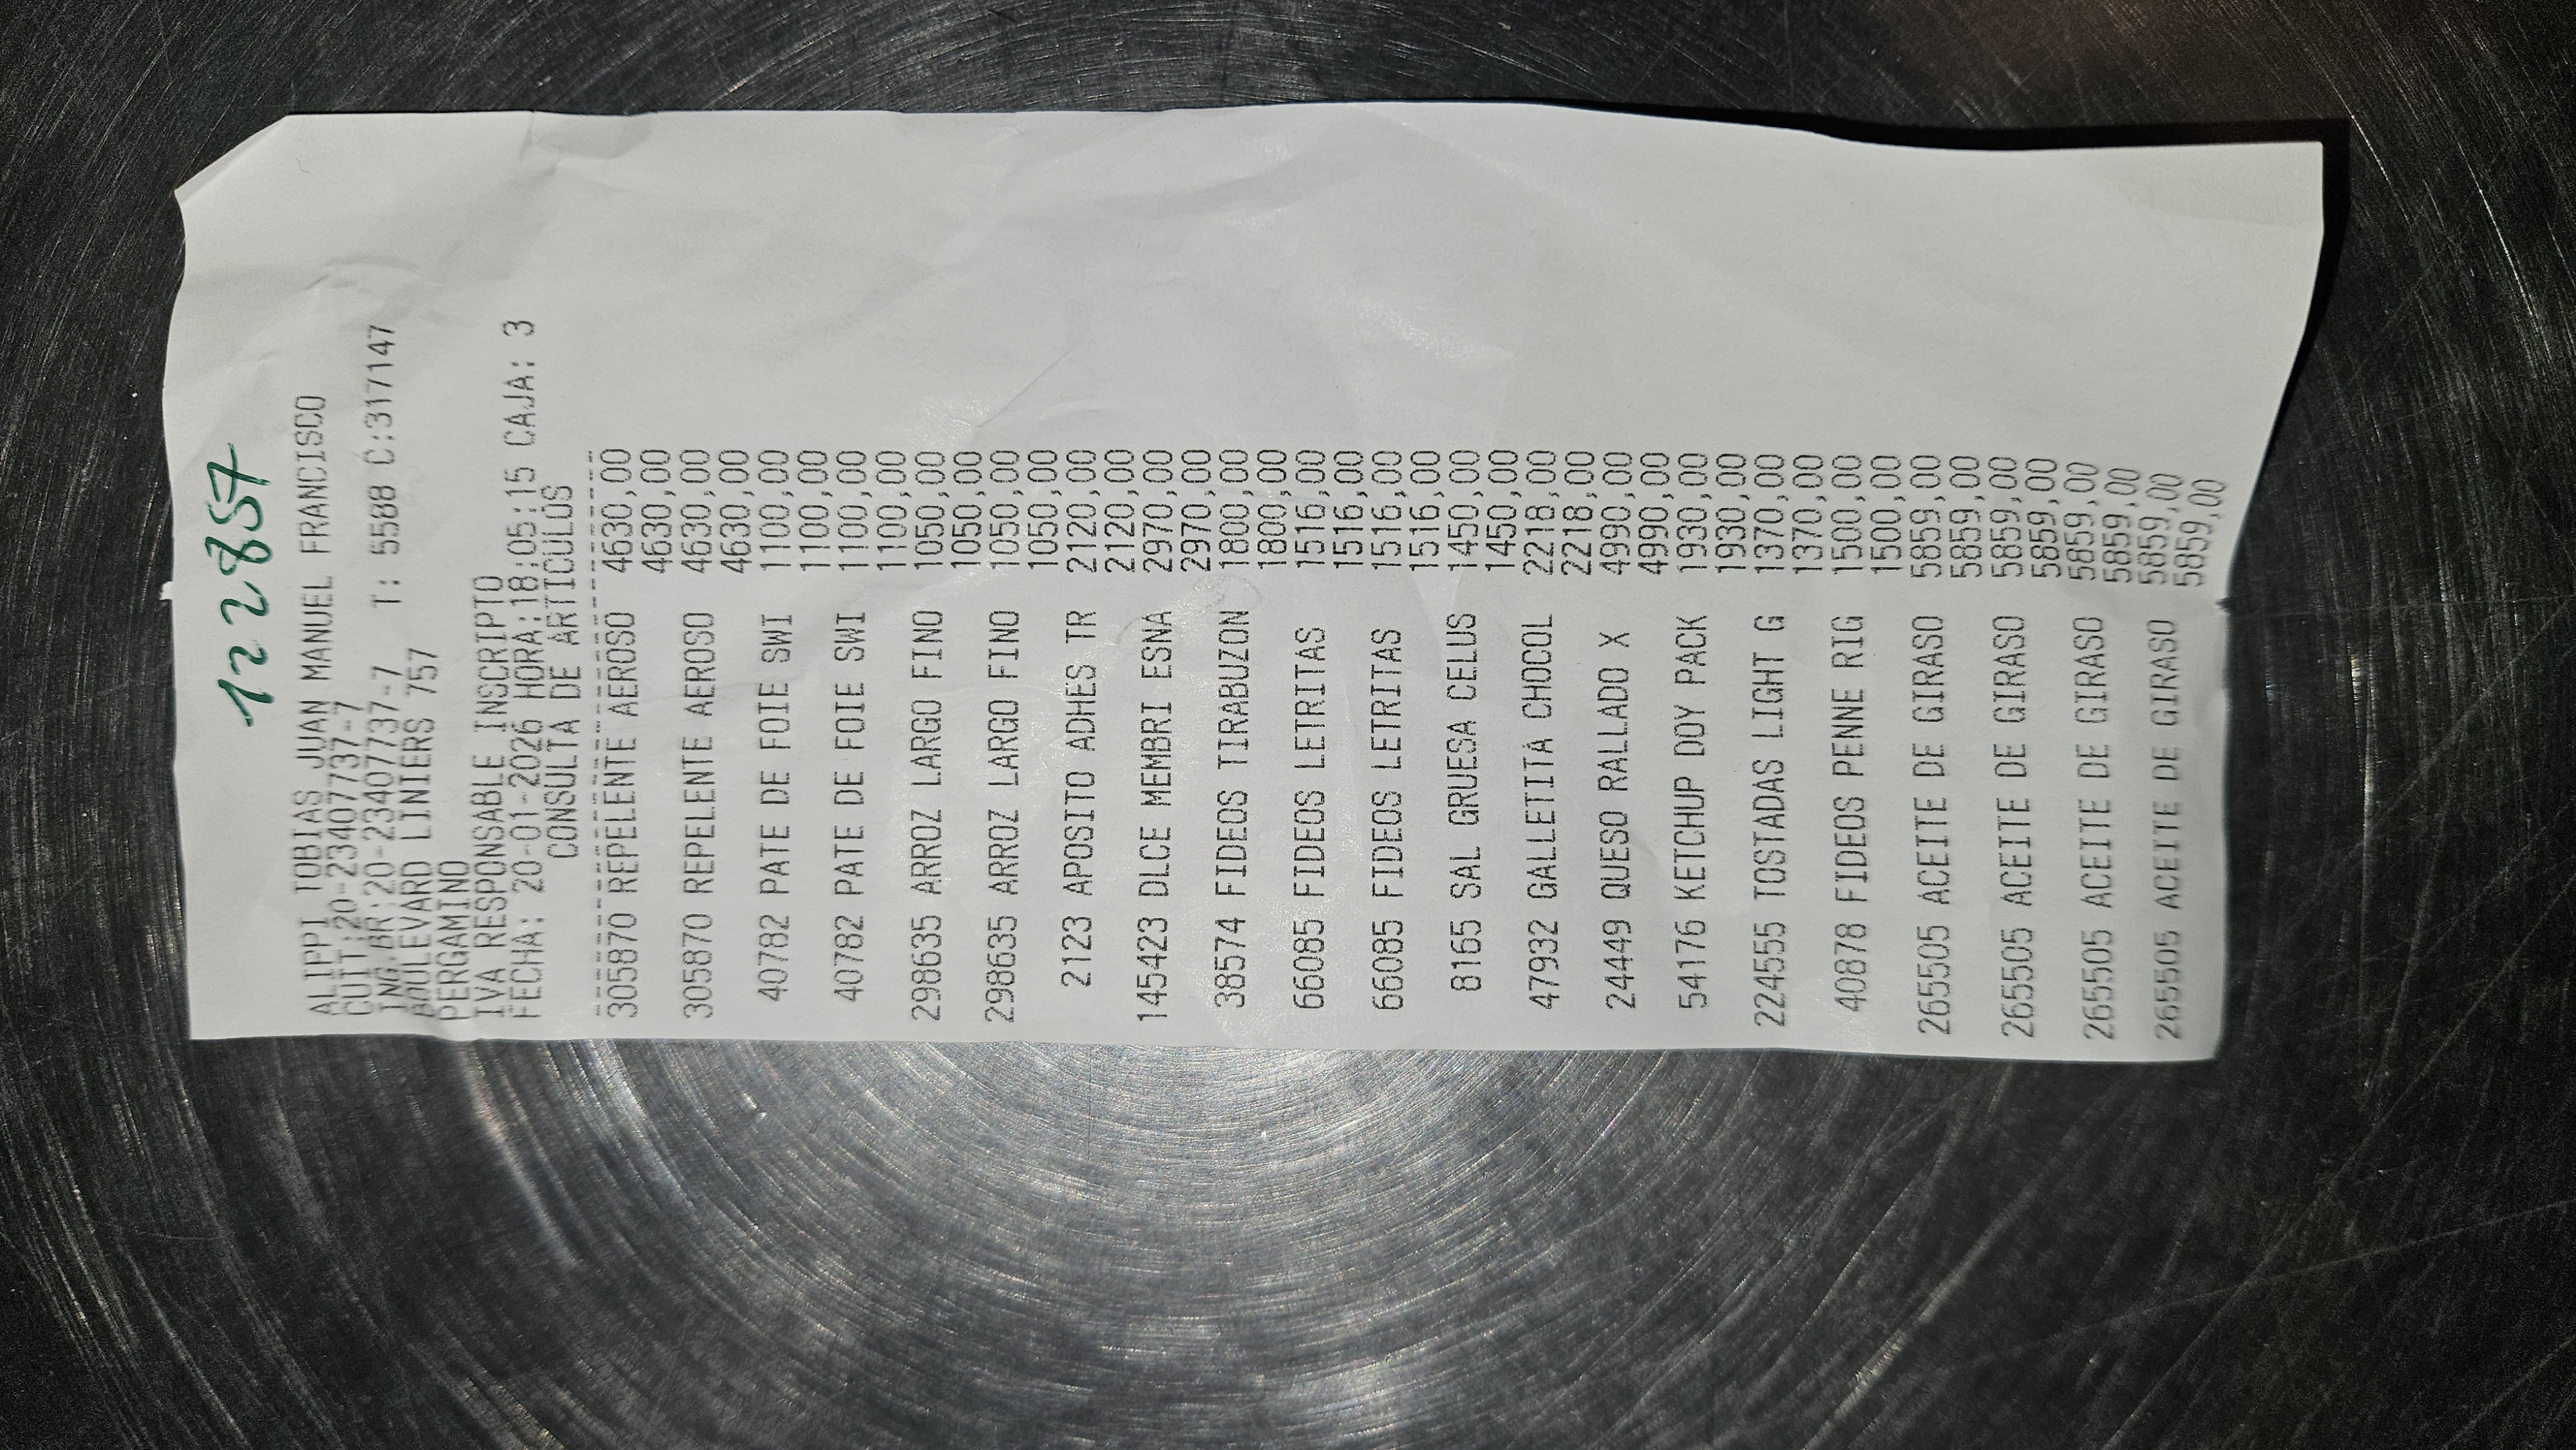 122857
ALIPPI TOBIAS JUAN MANUEL FRANCISCO
CUIT:20-23407737-7
ING.BR:20-23407737-7 T: 5588 C:317147
BOULEVARD LINIERS 757
PERGAMINO
IVA RESPONSABLE INSCRIPTO
FECHA: 20-01-2026 HORA:18:05:15 CAJA: 3
CONSULTA DE ARTICULOS
305870 REPELENTE AEROSO 4630,00
4630,00
305870 REPELENTE AEROSO 4630,00
4630,00
40782 PATE DE FOIE SWI 1100,00
1100,00
40782 PATE DE FOIE SWI 1100,00
1100,00
298635 ARROZ LARGO FINO 1050,00
1050,00
298635 ARROZ LARGO FINO 1050,00
1050,00
2123 APOSITO ADHES TR 2120,00
2120,00
145423 DLCE MEMBRI ESNA 2970,00
2970,00
38574 FIDEOS TIRABUZON 1800,00
1800,00
66085 FIDEOS LETRITAS 1516,00
1516,00
66085 FIDEOS LETRITAS 1516,00
1516,00
8165 SAL GRUESA CELUS 1450,00
1450,00
47932 GALLETITA CHOCOL 2218,00
2218,00
24449 QUESO RALLADO X 4990,00
4990,00
54176 KETCHUP DOY PACK 1930,00
1930,00
224555 TOSTADAS LIGHT G 1370,00
1370,00
40878 FIDEOS PENNE RIG 1500,00
1500,00
265505 ACEITE DE GIRASO 5859,00
5859,00
265505 ACEITE DE GIRASO 5859,00
5859,00
265505 ACEITE DE GIRASO 5859,00
5859,00
265505 ACEITE DE GIRASO 5859,00
5859,00